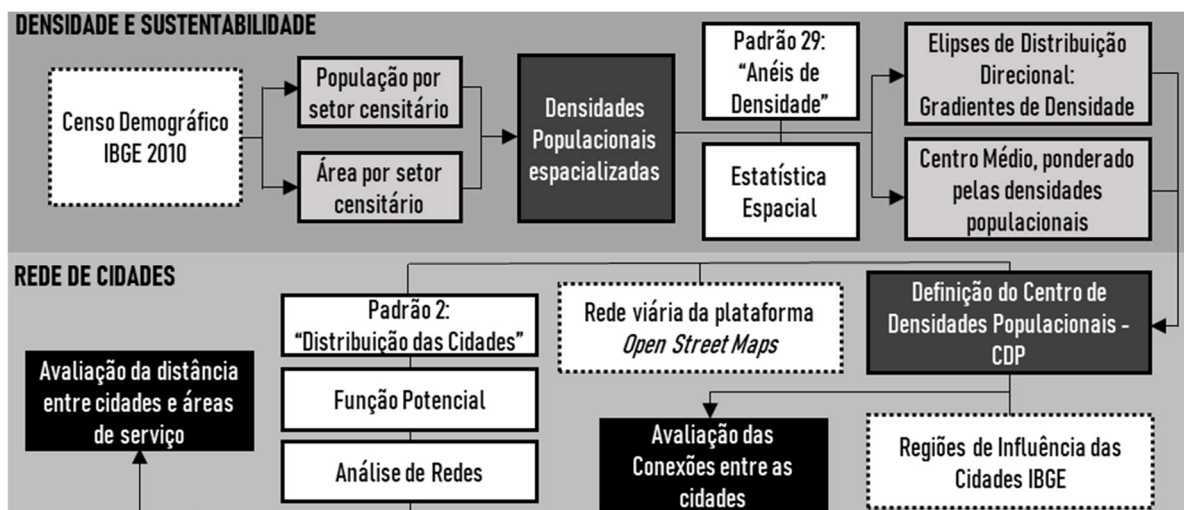 DENSIDADE E SUSTENTABILIDADE
Censo Demográfico
IBGE 2010
População por
setor censitário
Área por setor
censitário
Densidades
Populacionais
espacializadas
Padrão 29:
“Anéis de
Densidade”
Estatística
Espacial
Elipses de Distribuição
Direcional:
Gradientes de Densidade
Centro Médio, ponderado
pelas densidades
populacionais
REDE DE CIDADES
Avaliação da distância
entre cidades e áreas
de serviço
Padrão 2:
“Distribuição das Cidades”
Função Potencial
Análise de Redes
Rede viária da plataforma
Open Street Maps
Definição do Centro de
Densidades Populacionais -
CDP
Avaliação das
Conexões entre as
cidades
Regiões de Influência das
Cidades IBGE